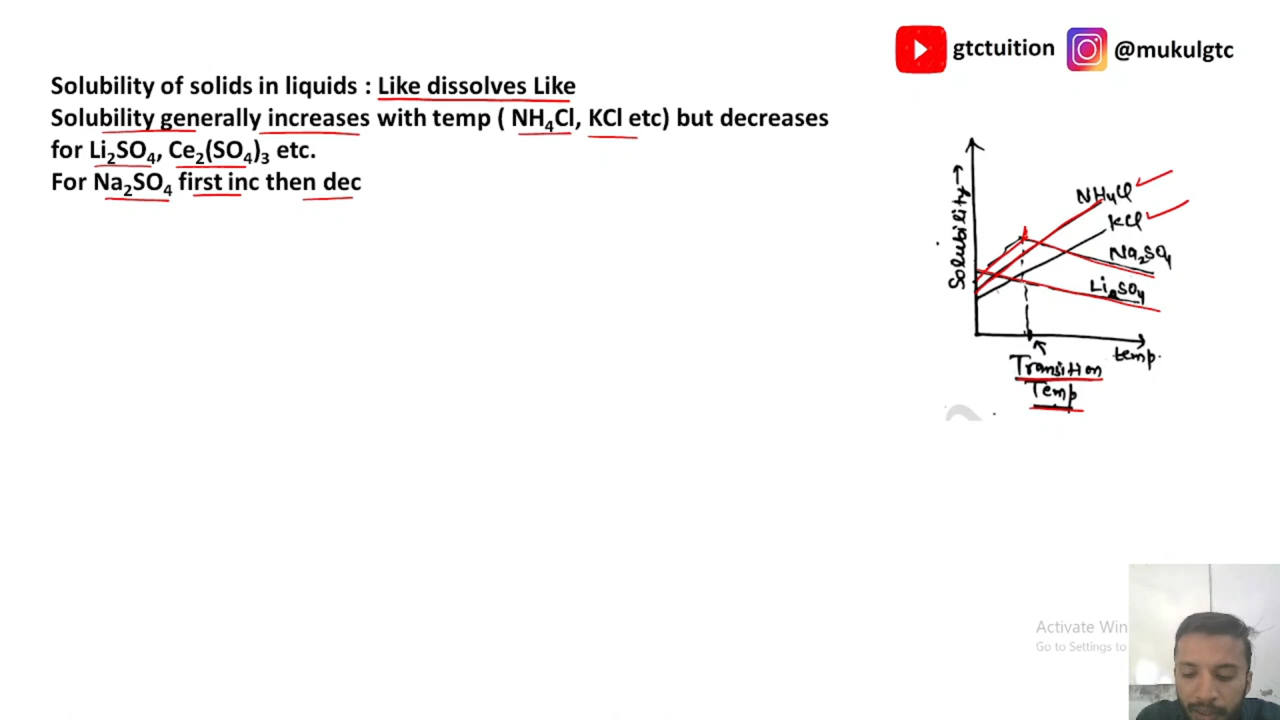 gtctuition @mukulgtc
Solubility of solids in liquids : Like dissolves Like
Solubility generally increases with temp ( NH₄Cl, KCl etc) but decreases
for Li₂SO₄, Ce₂(SO₄)₃ etc.
For Na₂SO₄ first inc then dec
Solubility →
NH₄Cl
KCl
Na₂SO₄
Li₂SO₄
temp.
Transition
Temp
Activate Win
Go to Settings to